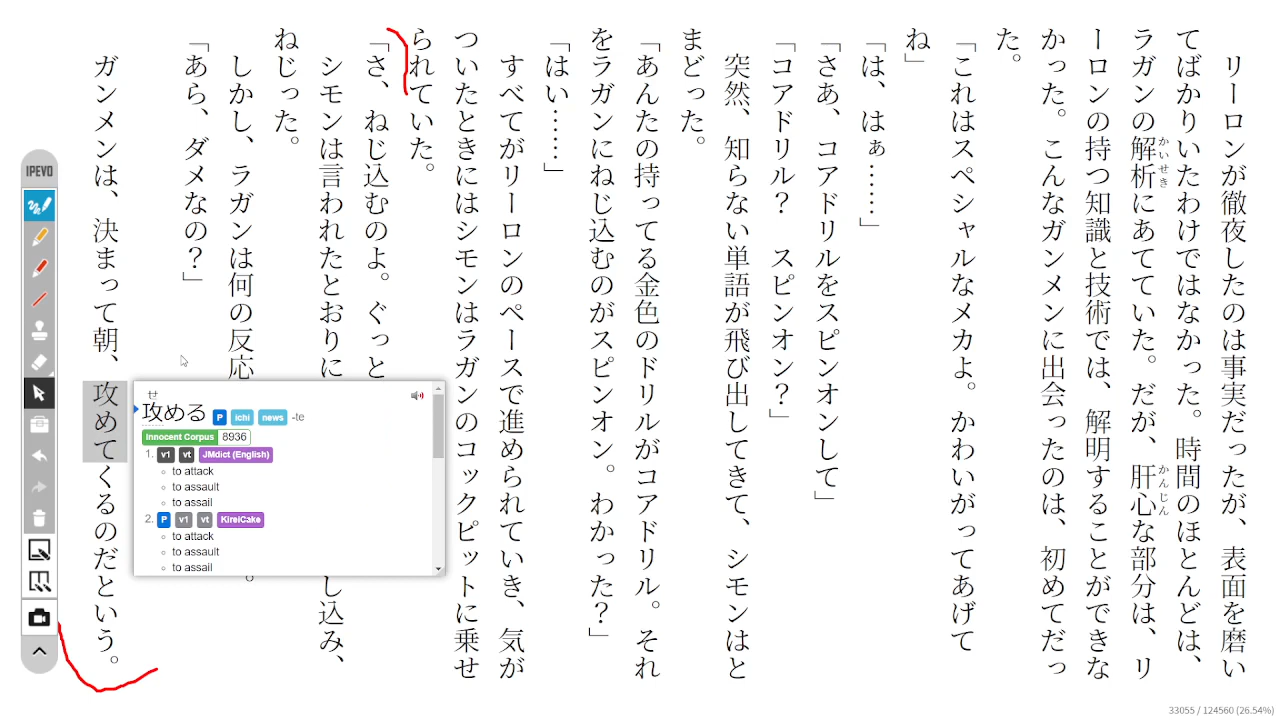 リーロンが徹夜したのは事実だったが、表面を磨い
てばかりいたわけではなかった。時間のほとんどは、
かいせき
かんじん
ラガンの解析にあてていた。だが、肝心な部分は、リ
ーロンの持つ知識と技術では、解明することができな
かった。こんなガンメンに出会ったのは、初めてだっ
た。
「これはスペシャルなメカよ。かわいがってあげて
ね」
「は、はぁ……」
「さあ、コアドリルをスピンオンして」
「コアドリル？　スピンオン？」
突然、知らない単語が飛び出してきて、シモンはと
まどった。
「あんたの持ってる金色のドリルがコアドリル。それ
をラガンにねじ込むのがスピンオン。わかった？」
「はい……」
すべてがリーロンのペースで進められていき、気が
ついたときにはシモンはラガンのコックピットに乗せ
られていた。
「さ、ねじ込むのよ。ぐっと
シモンは言われたとおりに
し込み、
ねじった。
しかし、ラガンは何の反応
。
「あら、ダメなの？」
ガンメンは、決まって朝、攻めてくるのだという。
IPEVO
せ
攻める P ichi news -te
Innocent Corpus 8936
1. v1 vt JMdict (English)
to attack
to assault
to assail
2. P v1 vt KireiCake
to attack
to assault
to assail
33055 / 124560 (26.54%)